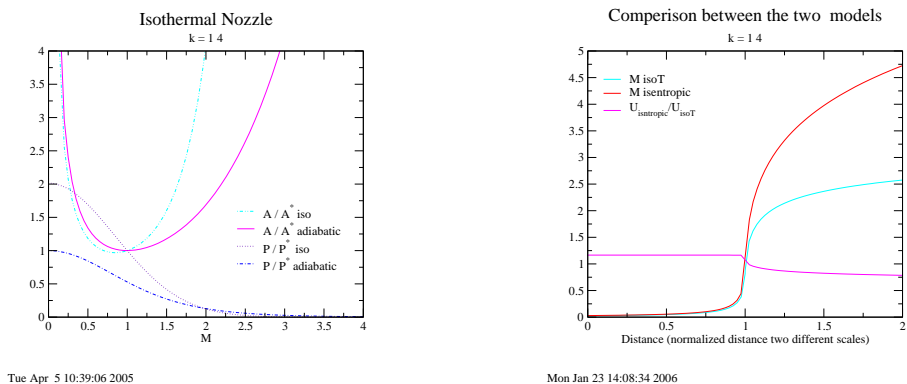 Isothermal Nozzle
k = 1 4
4
3.5
3
2.5
2
1.5
1
0.5
0
A / A* iso
A / A* adiabatic
P / P* iso
P / P* adiabatic
0 0.5 1 1.5 2 2.5 3 3.5 4
M
Tue Apr 5 10:39:06 2005
Comparison between the two models
k = 1 4
5
4.5
4
3.5
3
2.5
2
1.5
1
0.5
0
M isoT
M isentropic
U_isntropic/U_isoT
0 0.5 1 1.5 2
Distance (normalized distance two different scales)
Mon Jan 23 14:08:34 2006